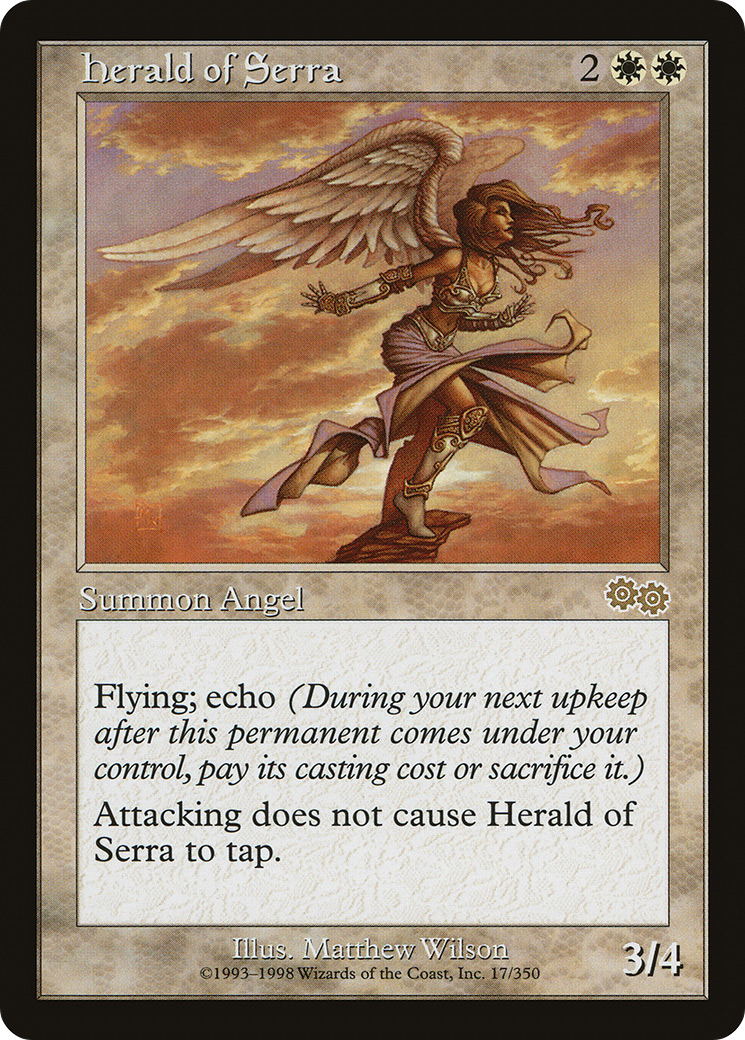 Herald of Serra 2
Summon Angel
Flying; echo (During your next upkeep
after this permanent comes under your
control, pay its casting cost or sacrifice it.)
Attacking does not cause Herald of
Serra to tap.
Illus. Matthew Wilson
©1993–1998 Wizards of the Coast, Inc. 17/350
3/4